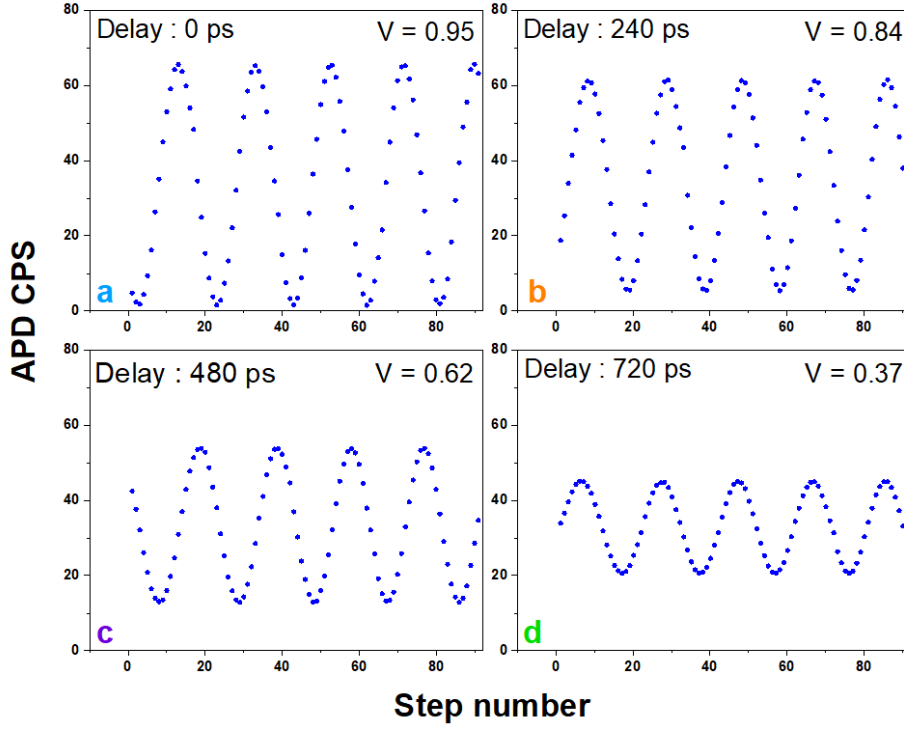 Delay : 0 ps V = 0.95
80
60
40
20
0
0 20 40 60 80
a
Delay : 240 ps V = 0.84
80
60
40
20
0
0 20 40 60 80
b
Delay : 480 ps V = 0.62
80
60
40
20
0
0 20 40 60 80
c
Delay : 720 ps V = 0.37
80
60
40
20
0
0 20 40 60 80
d
APD CPS
Step number